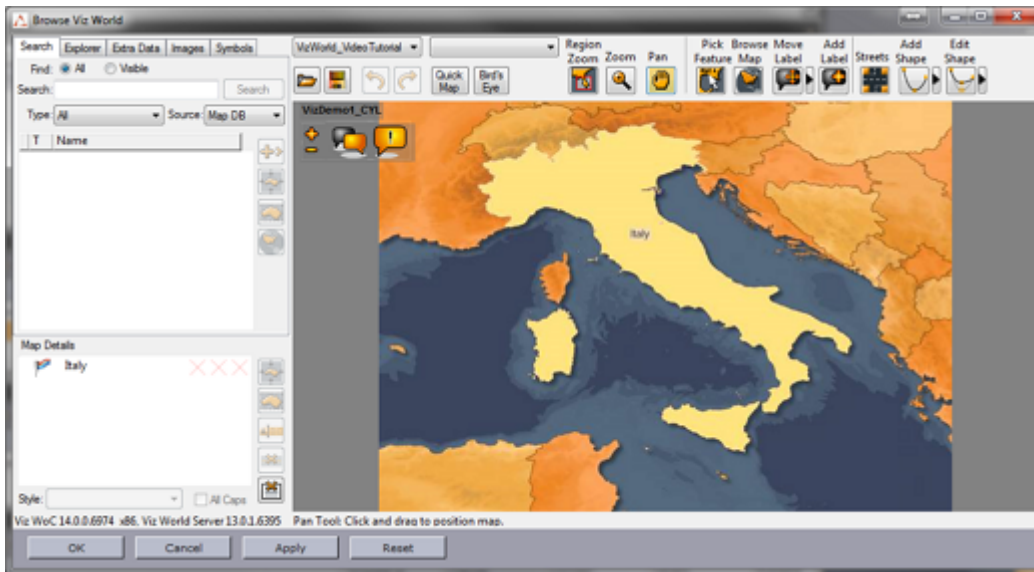 Browse Viz World
Search Explorer Extra Data Images Symbols
Find: All Visible
Search: Search
Type: All Source: Map DB
T Name
Map Details
Italy
Style: All Caps
VizWorld_VideoTutorial
Quick Map
Bird's Eye
Region Zoom
Zoom
Pan
Pick Feature
Browse Map
Move Label
Add Label
Streets
Add Shape
Edit Shape
VizDemo1_CYL
Italy
Viz WoC 14.0.0.6974 x86, Viz World Server 13.0.1.6395 Pan Tool: Click and drag to position map.
OK Cancel Apply Reset